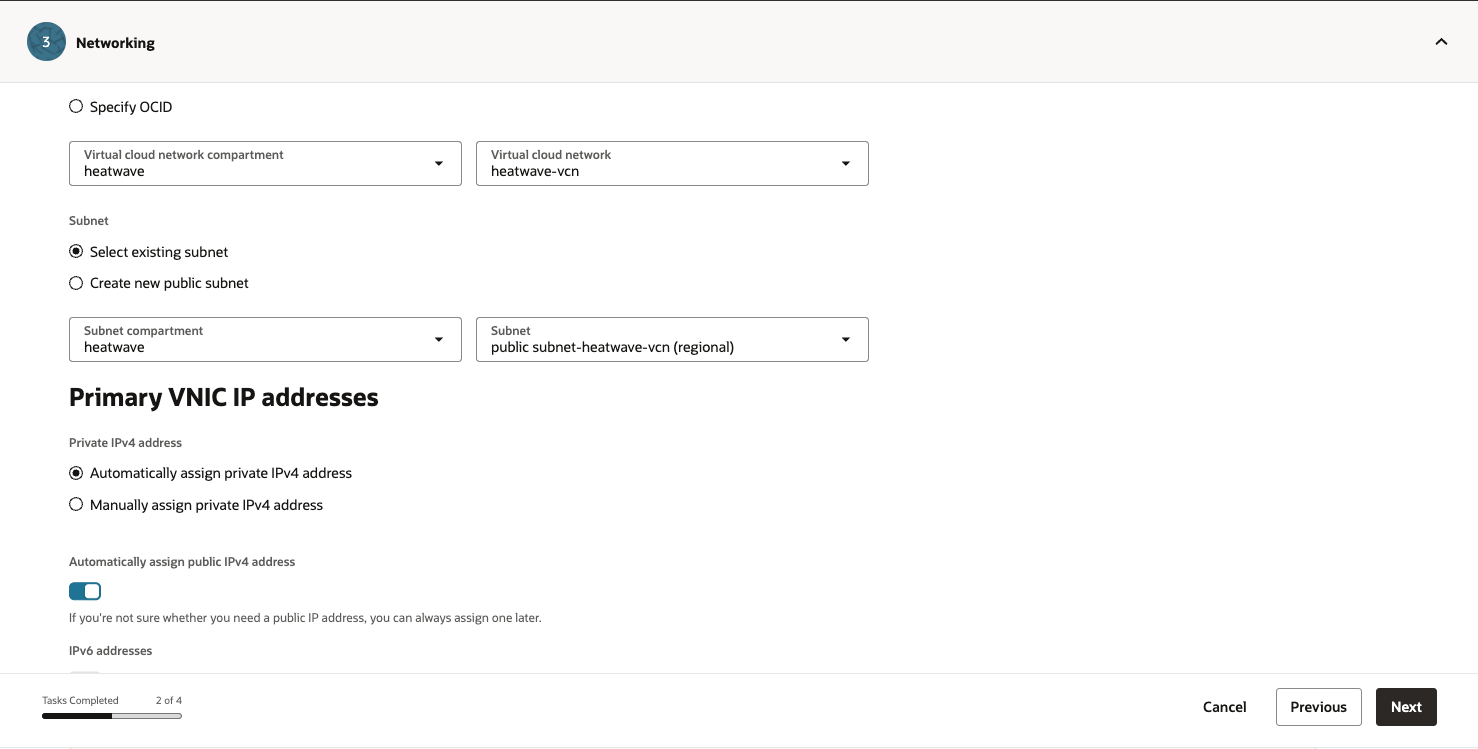 3 Networking
Specify OCID
Virtual cloud network compartment
heatwave
Virtual cloud network
heatwave-vcn
Subnet
Select existing subnet
Create new public subnet
Subnet compartment
heatwave
Subnet
public subnet-heatwave-vcn (regional)
Primary VNIC IP addresses
Private IPv4 address
Automatically assign private IPv4 address
Manually assign private IPv4 address
Automatically assign public IPv4 address
If you're not sure whether you need a public IP address, you can always assign one later.
IPv6 addresses
Tasks Completed 2 of 4
Cancel Previous Next